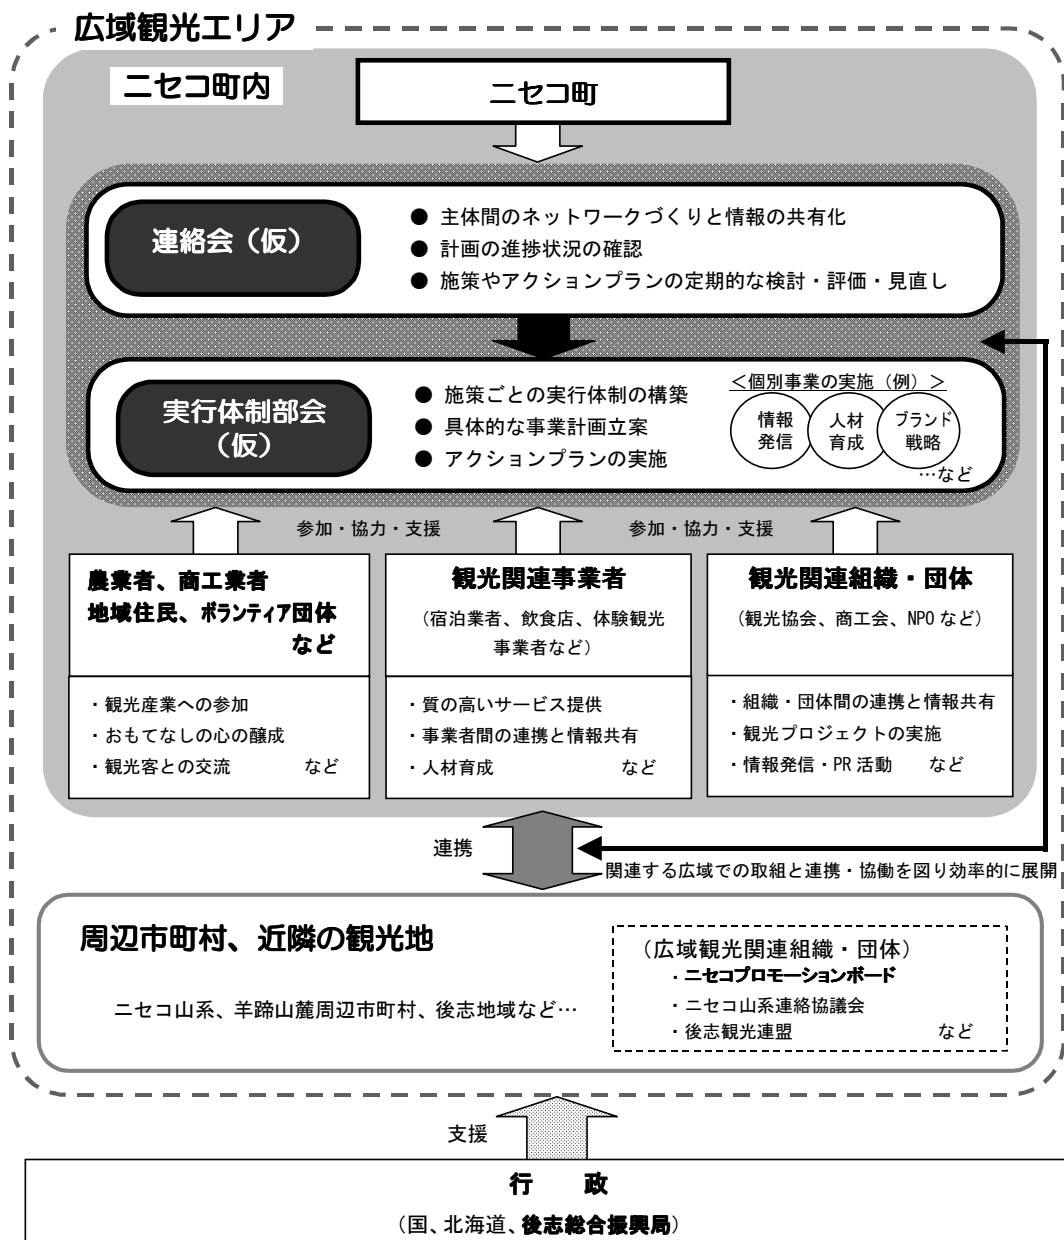 広域観光エリア
ニセコ町内
ニセコ町
連絡会（仮）
● 主体間のネットワークづくりと情報の共有化
● 計画の進捗状況の確認
● 施策やアクションプランの定期的な検討・評価・見直し
実行体制部会
（仮）
● 施策ごとの実行体制の構築
● 具体的な事業計画立案
● アクションプランの実施
＜個別事業の実施（例）＞
情報
発信
人材
育成
ブランド
戦略
…など
参加・協力・支援
参加・協力・支援
農業者、商工業者
地域住民、ボランティア団体
など
・観光産業への参加
・おもてなしの心の醸成
・観光客との交流 など
観光関連事業者
（宿泊業者、飲食店、体験観光
事業者など）
・質の高いサービス提供
・事業者間の連携と情報共有
・人材育成 など
観光関連組織・団体
（観光協会、商工会、NPO など）
・組織・団体間の連携と情報共有
・観光プロジェクトの実施
・情報発信・PR 活動 など
連携
関連する広域での取組と連携・協働を図り効率的に展開
周辺市町村、近隣の観光地
ニセコ山系、羊蹄山麓周辺市町村、後志地域など…
（広域観光関連組織・団体）
・ニセコプロモーションボード
・ニセコ山系連絡協議会
・後志観光連盟 など
支援
行 政
（国、北海道、後志総合振興局）